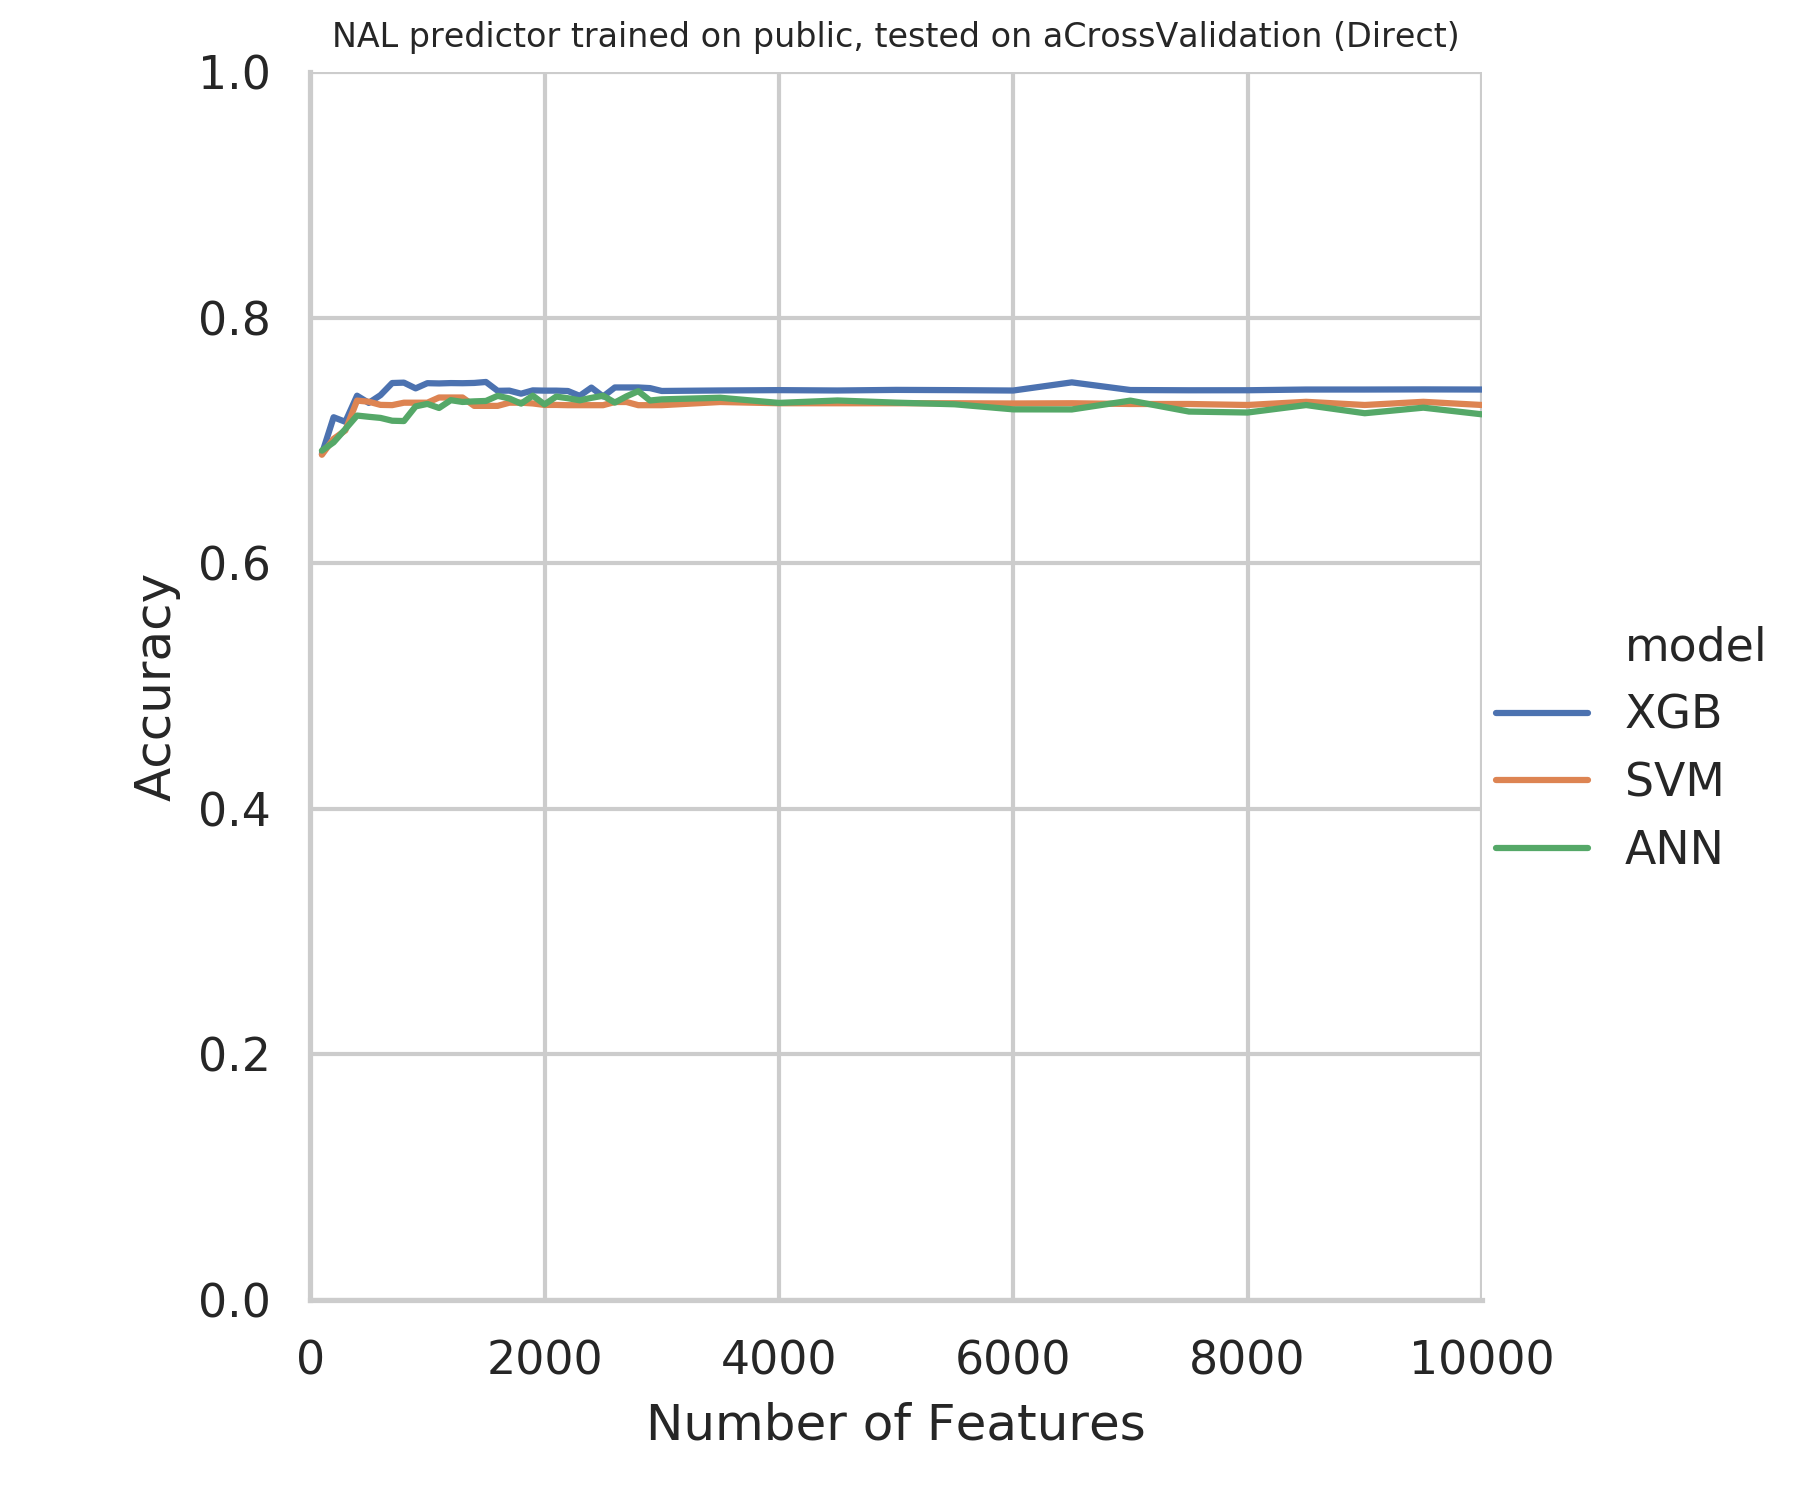 NAL predictor trained on public, tested on aCrossValidation (Direct)
1.0
0.8
0.6
0.4
0.2
0.0
Accuracy
0 2000 4000 6000 8000 10000
Number of Features
model
XGB
SVM
ANN